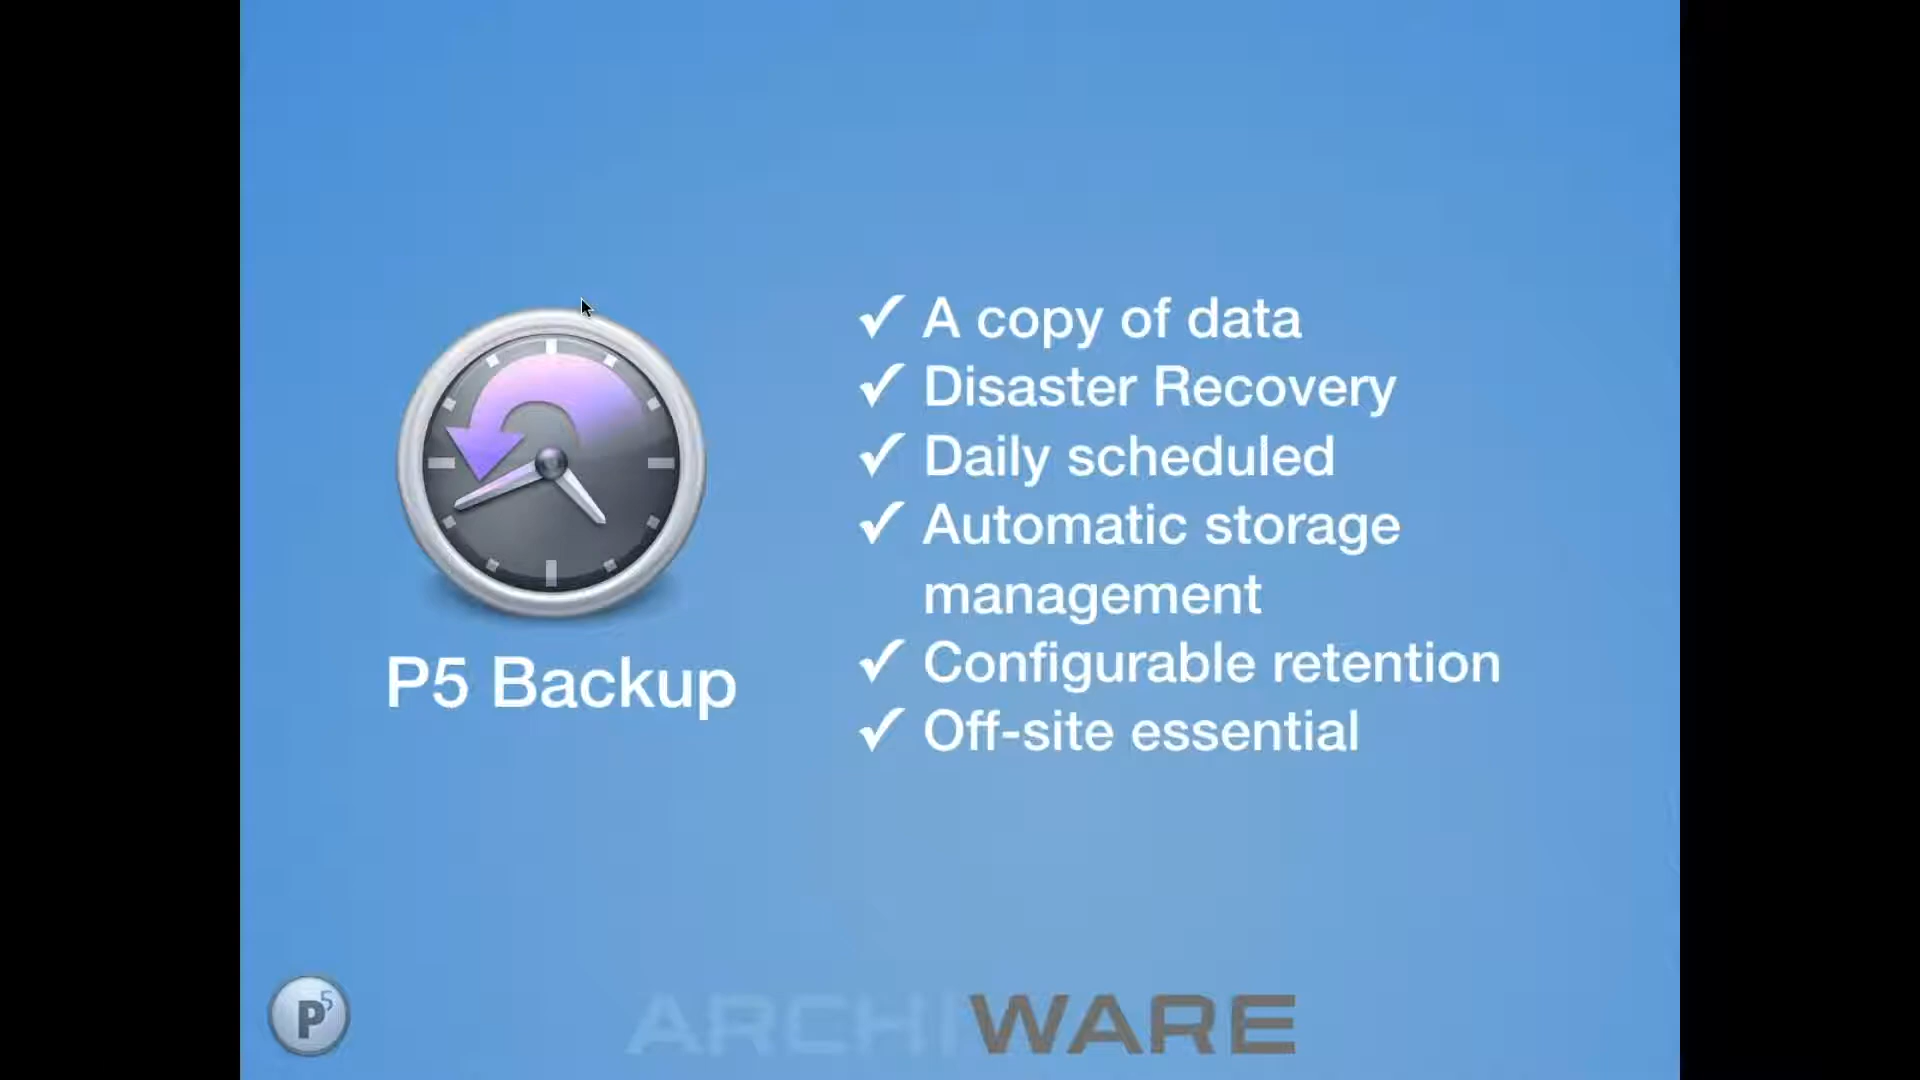 ✓ A copy of data
✓ Disaster Recovery
✓ Daily scheduled
✓ Automatic storage
management
✓ Configurable retention
✓ Off-site essential
P5 Backup
P5
ARCHIWARE